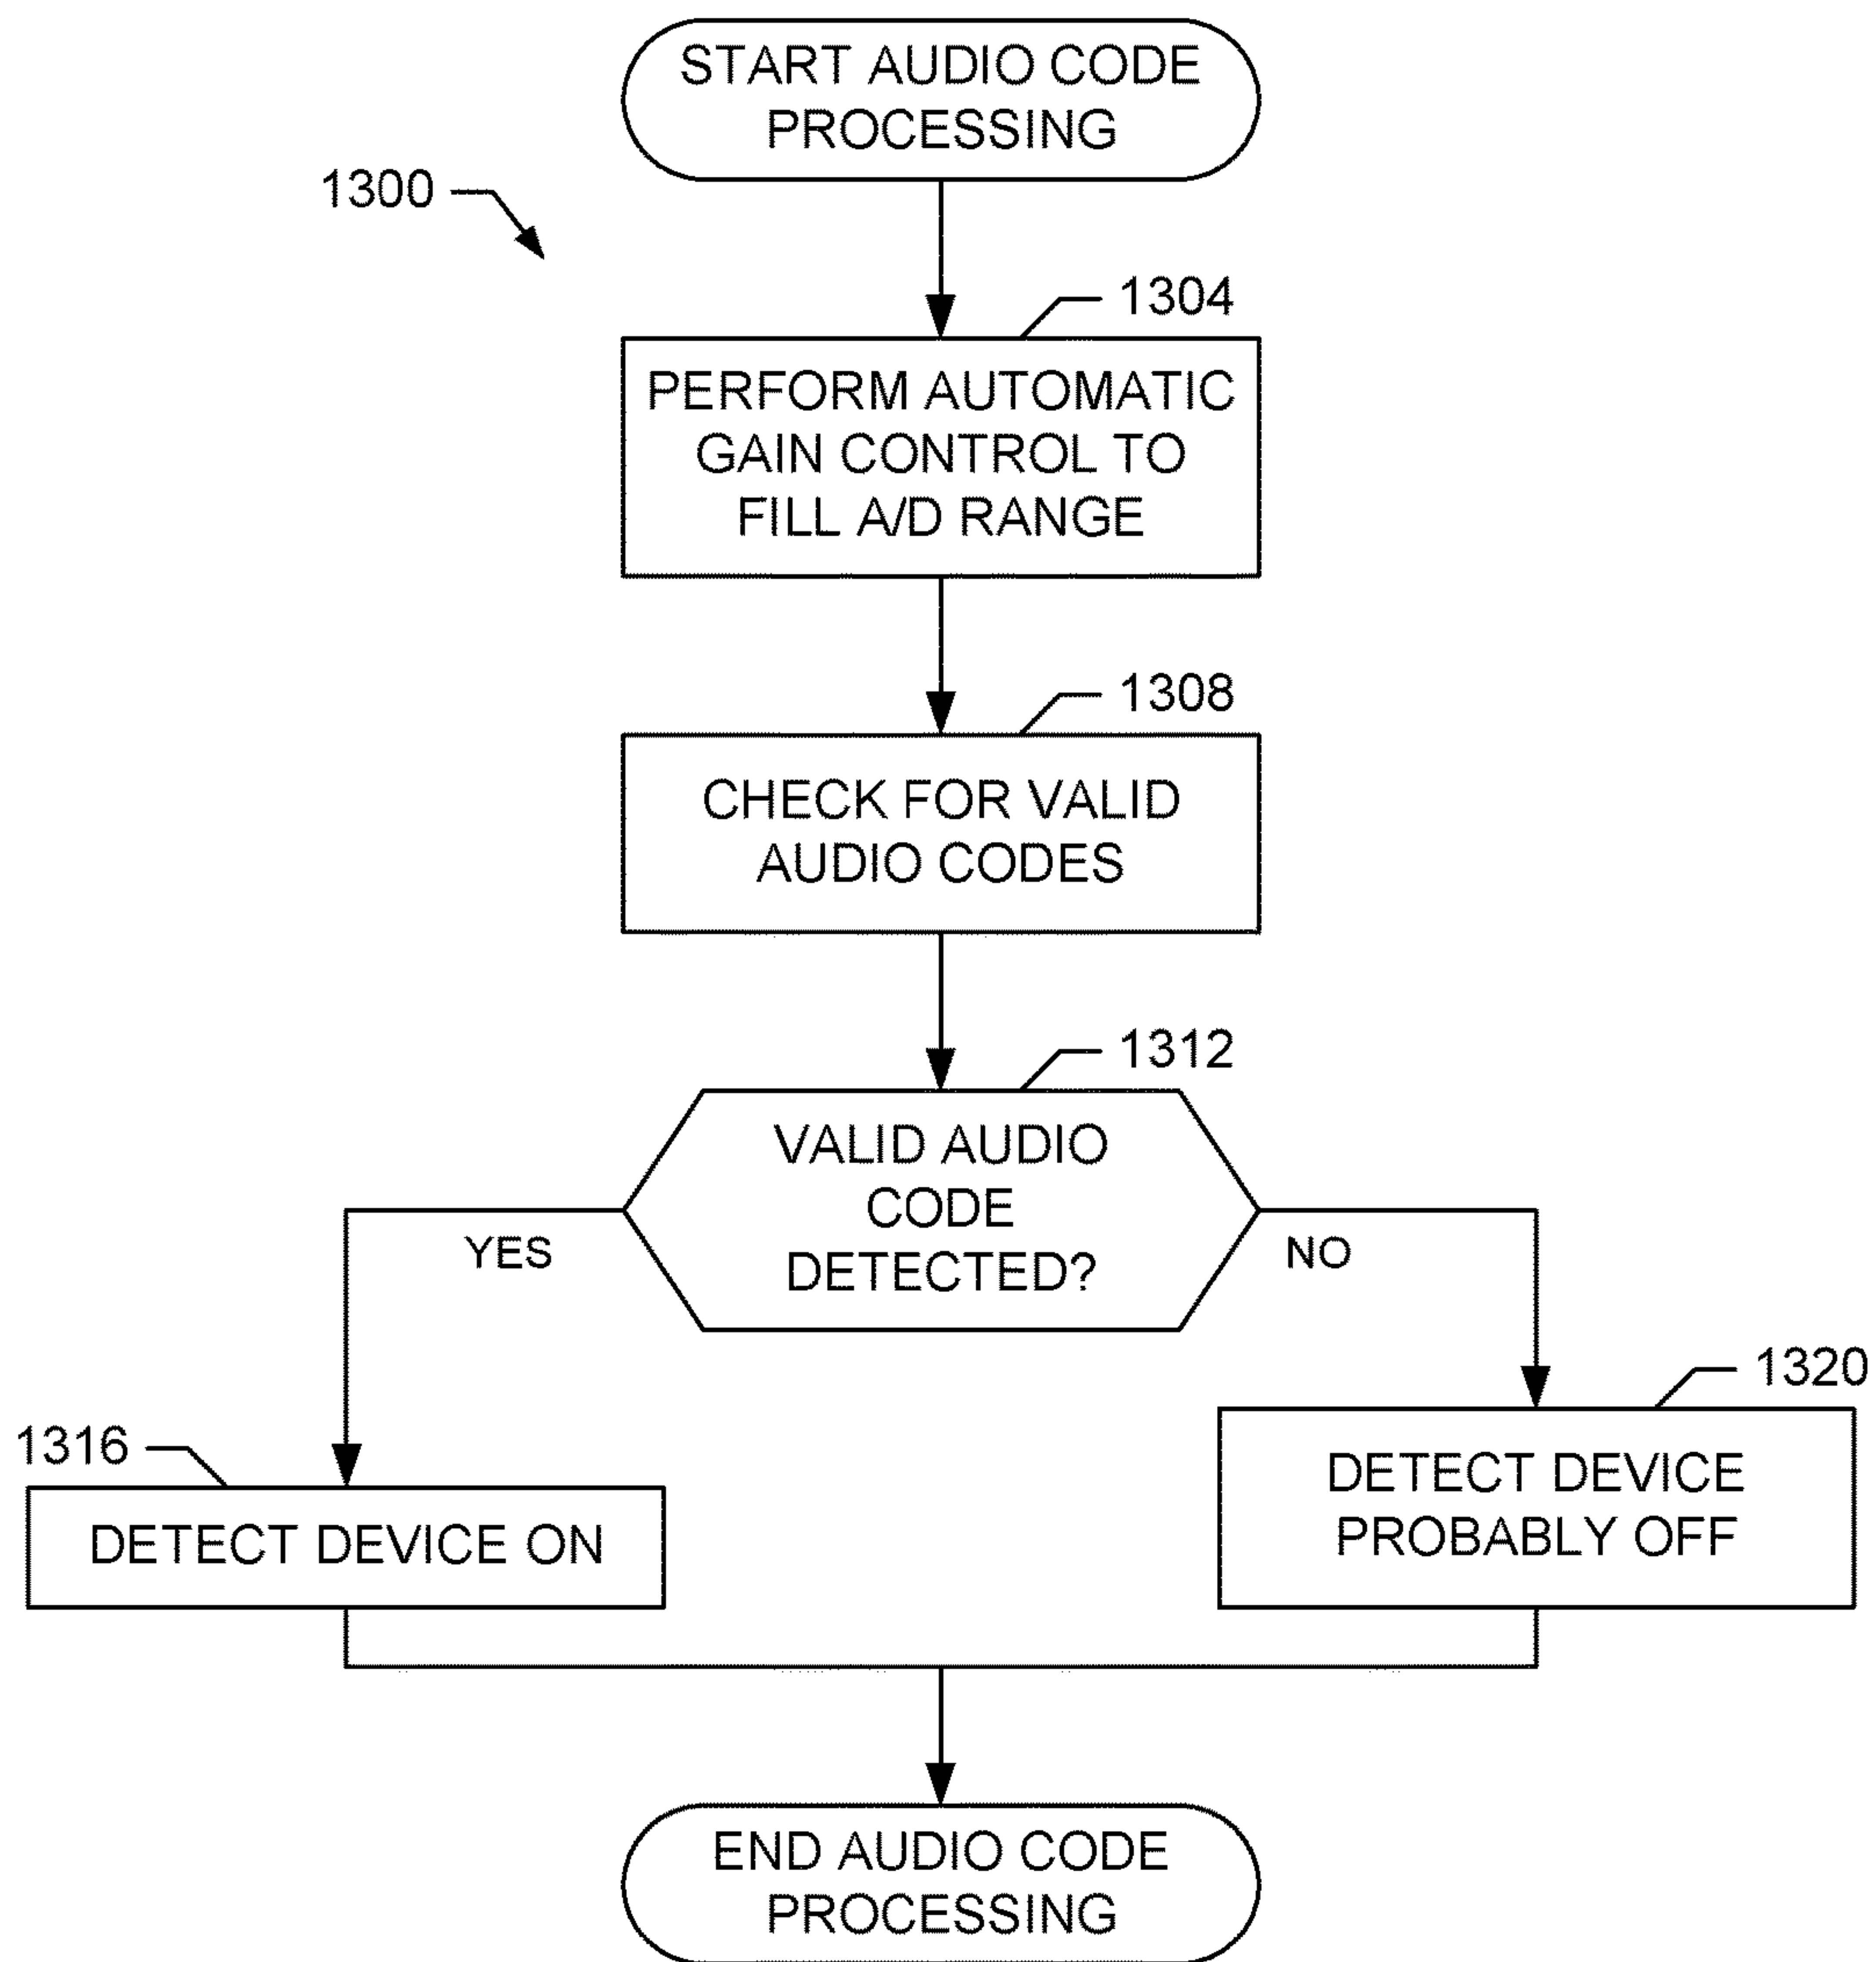 START AUDIO CODE
PROCESSING
1300
1304
PERFORM AUTOMATIC
GAIN CONTROL TO
FILL A/D RANGE
1308
CHECK FOR VALID
AUDIO CODES
1312
VALID AUDIO
CODE
DETECTED?
YES
NO
1316
DETECT DEVICE ON
1320
DETECT DEVICE
PROBABLY OFF
END AUDIO CODE
PROCESSING